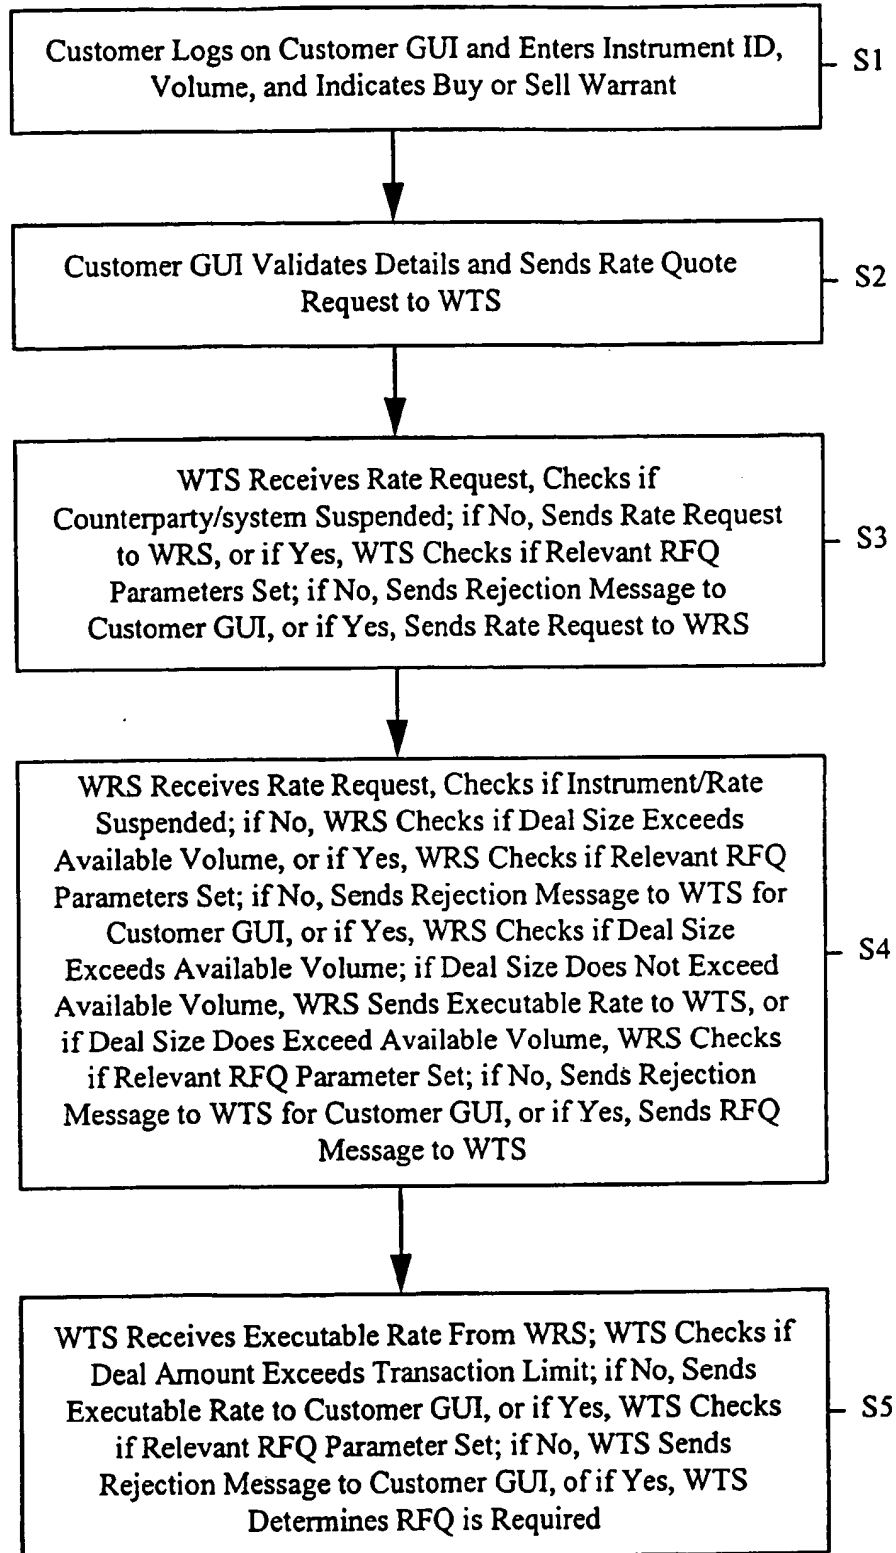 Customer Logs on Customer GUI and Enters Instrument ID,
Volume, and Indicates Buy or Sell Warrant
S1
Customer GUI Validates Details and Sends Rate Quote
Request to WTS
S2
WTS Receives Rate Request, Checks if
Counterparty/system Suspended; if No, Sends Rate Request
to WRS, or if Yes, WTS Checks if Relevant RFQ
Parameters Set; if No, Sends Rejection Message to
Customer GUI, or if Yes, Sends Rate Request to WRS
S3
WRS Receives Rate Request, Checks if Instrument/Rate
Suspended; if No, WRS Checks if Deal Size Exceeds
Available Volume, or if Yes, WRS Checks if Relevant RFQ
Parameters Set; if No, Sends Rejection Message to WTS for
Customer GUI, or if Yes, WRS Checks if Deal Size
Exceeds Available Volume; if Deal Size Does Not Exceed
Available Volume, WRS Sends Executable Rate to WTS, or
if Deal Size Does Exceed Available Volume, WRS Checks
if Relevant RFQ Parameter Set; if No, Sends Rejection
Message to WTS for Customer GUI, or if Yes, Sends RFQ
Message to WTS
S4
WTS Receives Executable Rate From WRS; WTS Checks if
Deal Amount Exceeds Transaction Limit; if No, Sends
Executable Rate to Customer GUI, or if Yes, WTS Checks
if Relevant RFQ Parameter Set; if No, WTS Sends
Rejection Message to Customer GUI, of if Yes, WTS
Determines RFQ is Required
S5